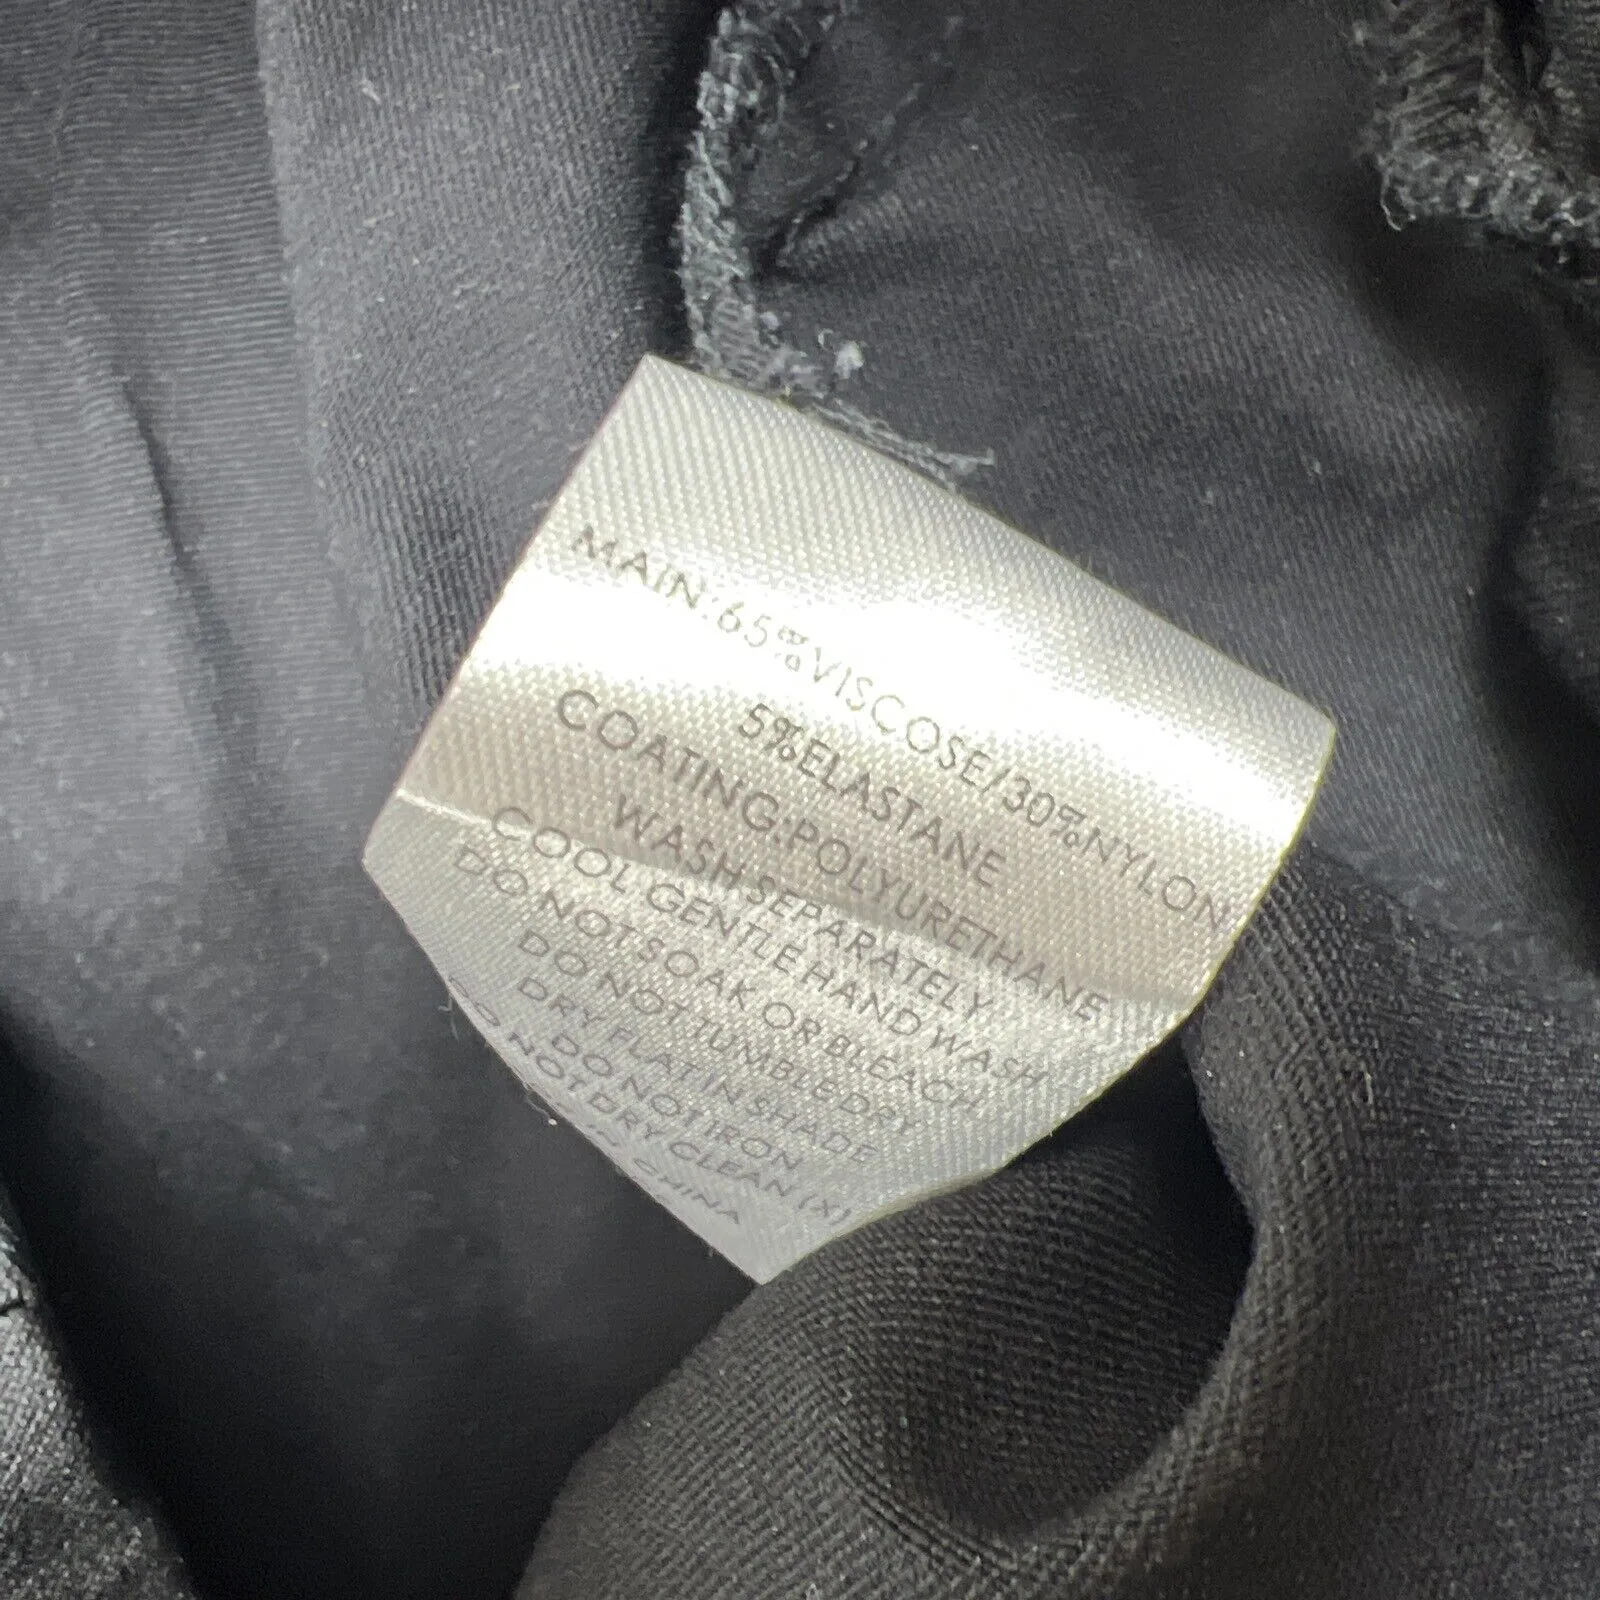 MAIN:65%VISCOSE/30%NYLON
5%ELASTANE
COATING:POLYURETHANE
WASH SEPARATELY
COOL GENTLE HAND WASH
DO NOT SOAK OR BLEACH
DO NOT TUMBLE DRY
DRY FLAT IN SHADE
DO NOT IRON
DO NOT DRY CLEAN (X)
IN CHINA